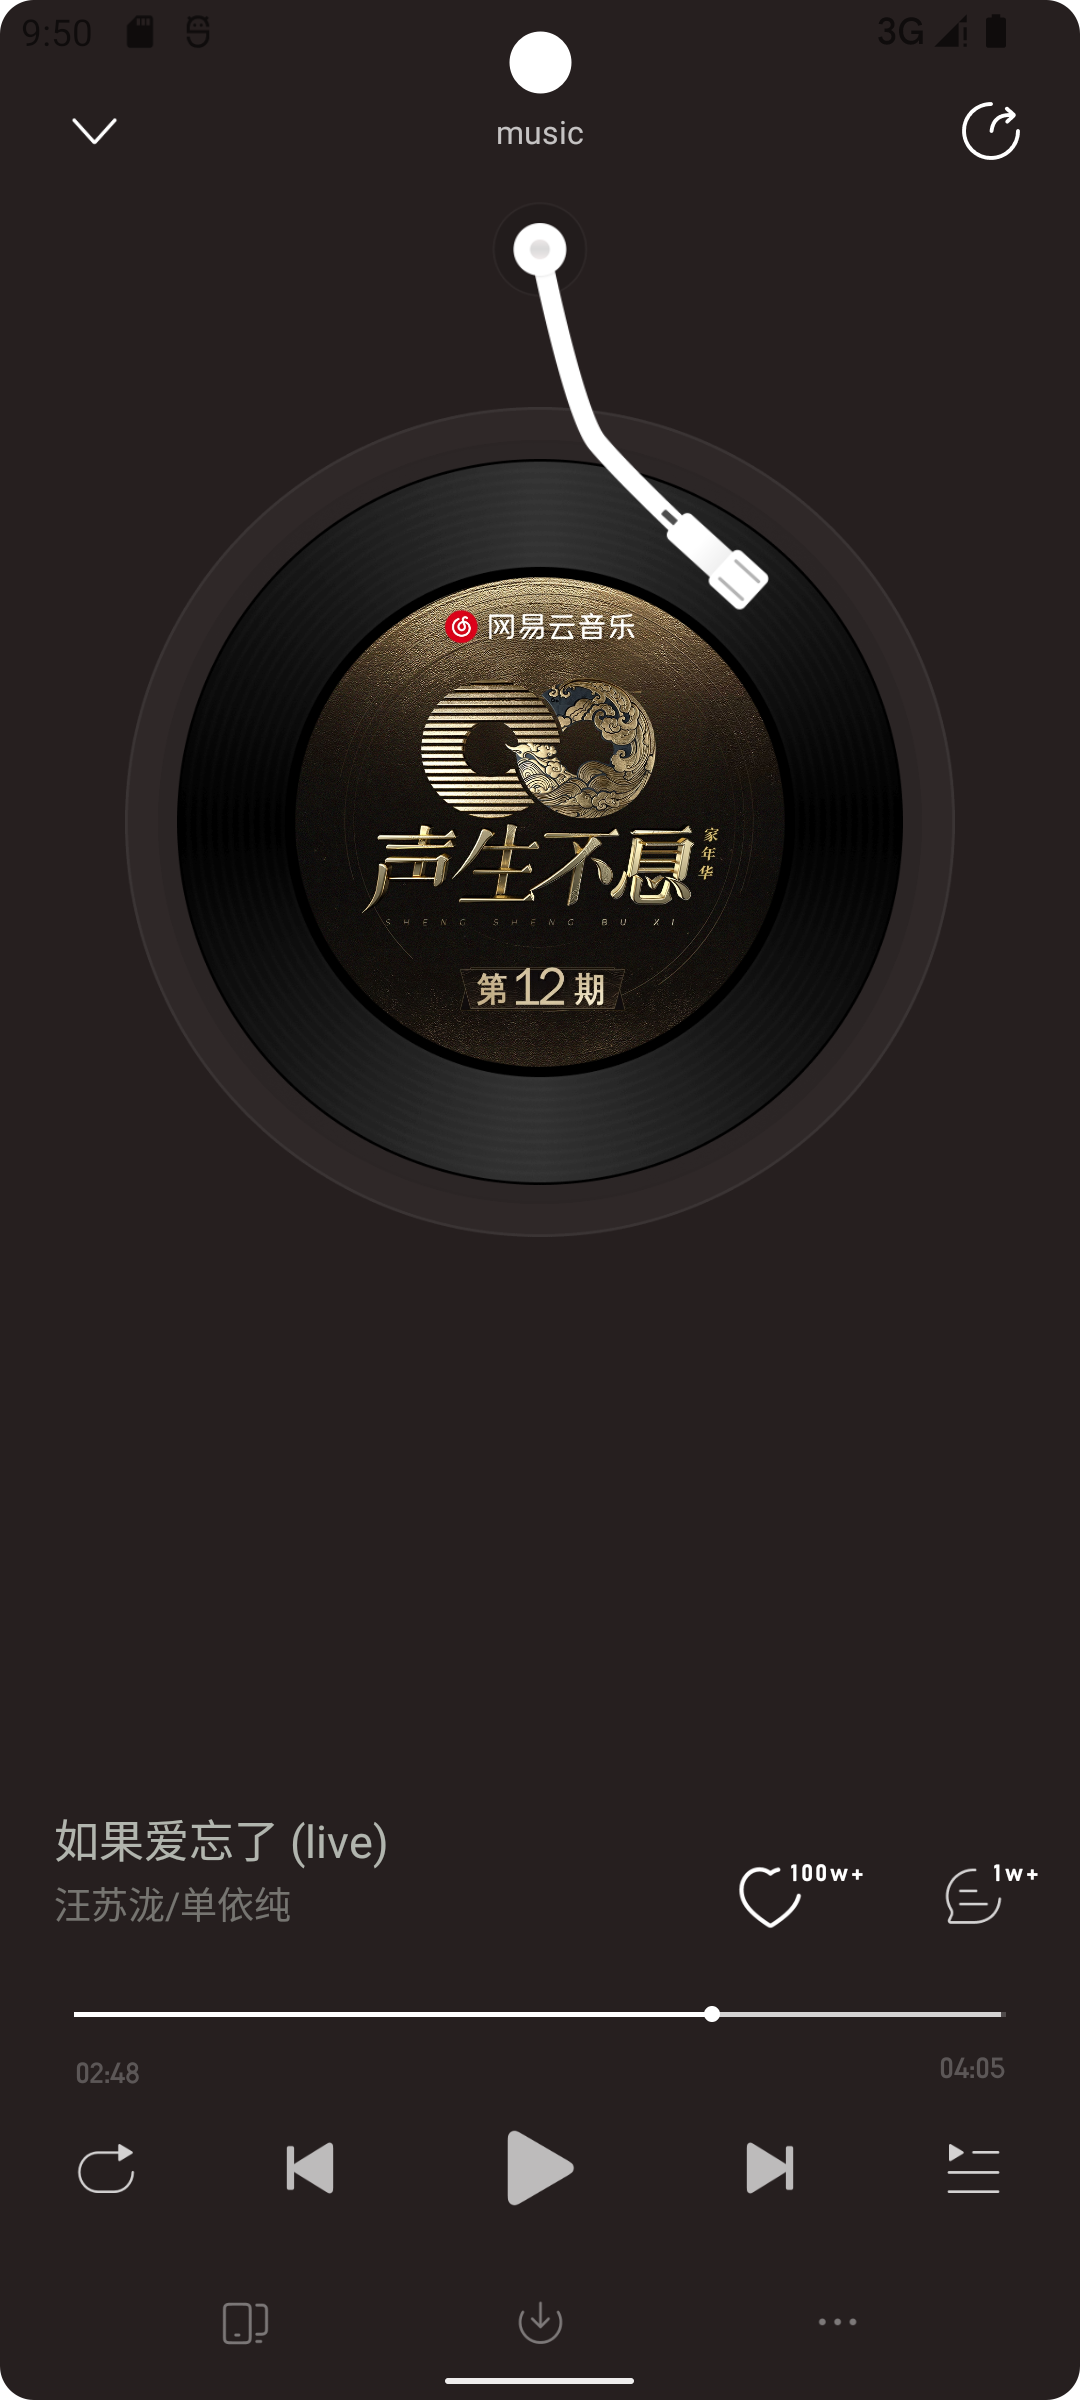 9:50
3G
music
网易云音乐
声生不息
家年华
SHENG SHENG BU XI
第12期
如果爱忘了 (live)
汪苏泷/单依纯
100w+
1w+
02:48
04:05